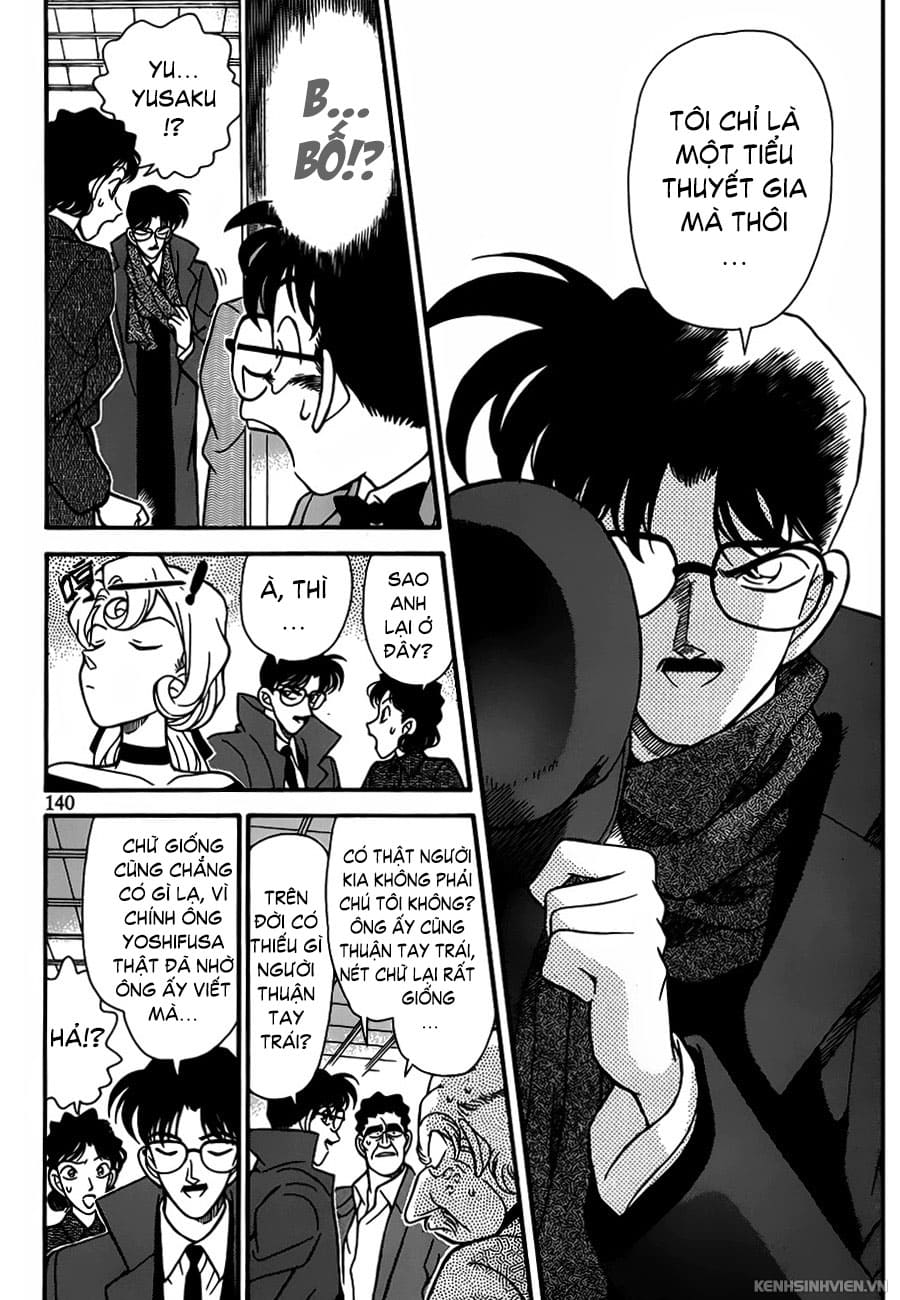 TÔI CHỈ LÀ
MỘT TIỂU
THUYẾT GIA
MÀ THÔI
...
B...
BỐ!?
YU...
YUSAKU
!?
SAO
ANH
LẠI Ở
ĐÂY?
À, THÌ
...
哼 !
140
CÓ THẬT NGƯỜI
KIA KHÔNG PHẢI
CHÚ TÔI KHÔNG?
ÔNG ẤY CŨNG
THUẬN TAY TRÁI,
NÉT CHỮ LẠI RẤT
GIỐNG
...
TRÊN
ĐỜI CÓ
THIẾU GÌ
NGƯỜI
THUẬN
TAY
TRÁI?
CHỮ GIỐNG
CŨNG CHẲNG
CÓ GÌ LẠ, VÌ
CHÍNH ÔNG
YOSHIFUSA
THẬT ĐÃ NHỜ
ÔNG ẤY VIẾT
MÀ...
HẢ!?
KENHSINHVIEN.VN